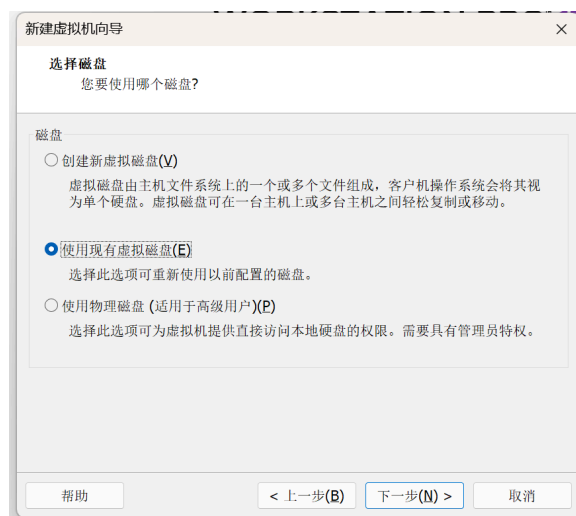 新建虚拟机向导
选择磁盘
您要使用哪个磁盘?
磁盘
创建新虚拟磁盘(V)
虚拟磁盘由主机文件系统上的一个或多个文件组成，客户机操作系统会将其视
为单个硬盘。虚拟磁盘可在一台主机上或多台主机之间轻松复制或移动。
使用现有虚拟磁盘(E)
选择此选项可重新使用以前配置的磁盘。
使用物理磁盘 (适用于高级用户)(P)
选择此选项可为虚拟机提供直接访问本地硬盘的权限。需要具有管理员特权。
帮助
< 上一步(B)
下一步(N) >
取消